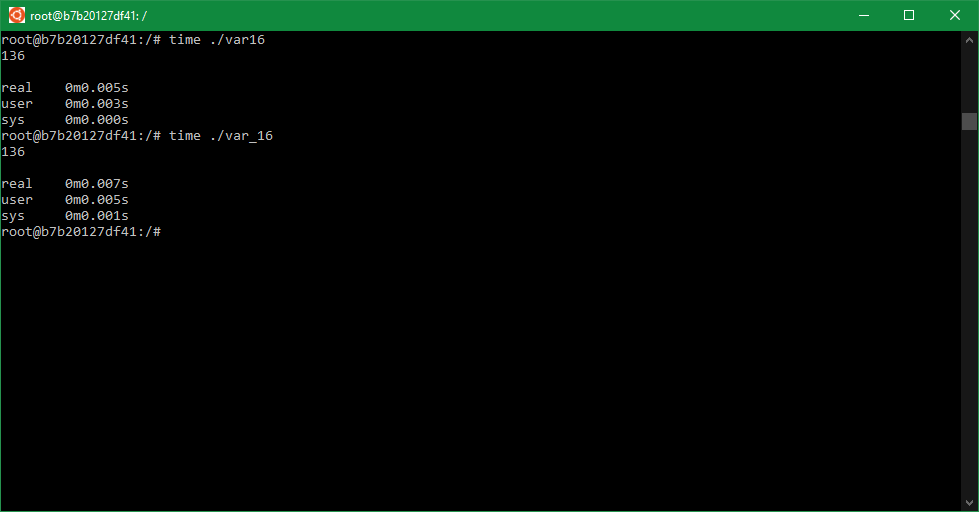 root@b7b20127df41: /
root@b7b20127df41:/# time ./var16
136
real    0m0.005s
user    0m0.003s
sys     0m0.000s
root@b7b20127df41:/# time ./var_16
136
real    0m0.007s
user    0m0.005s
sys     0m0.001s
root@b7b20127df41:/#